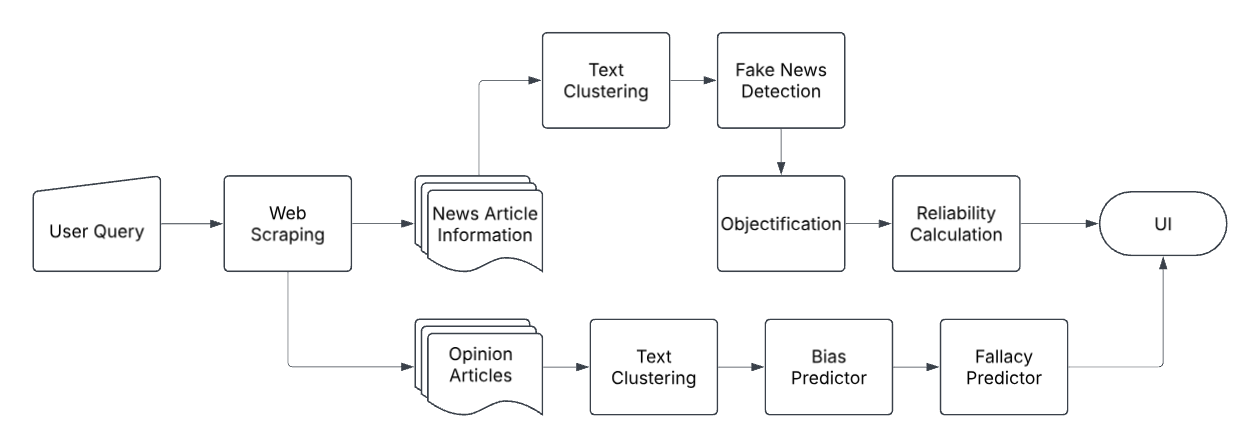 Text
Clustering
Fake News
Detection
User Query
Web
Scraping
News Article
Information
Objectification
Reliability
Calculation
UI
Opinion
Articles
Text
Clustering
Bias
Predictor
Fallacy
Predictor